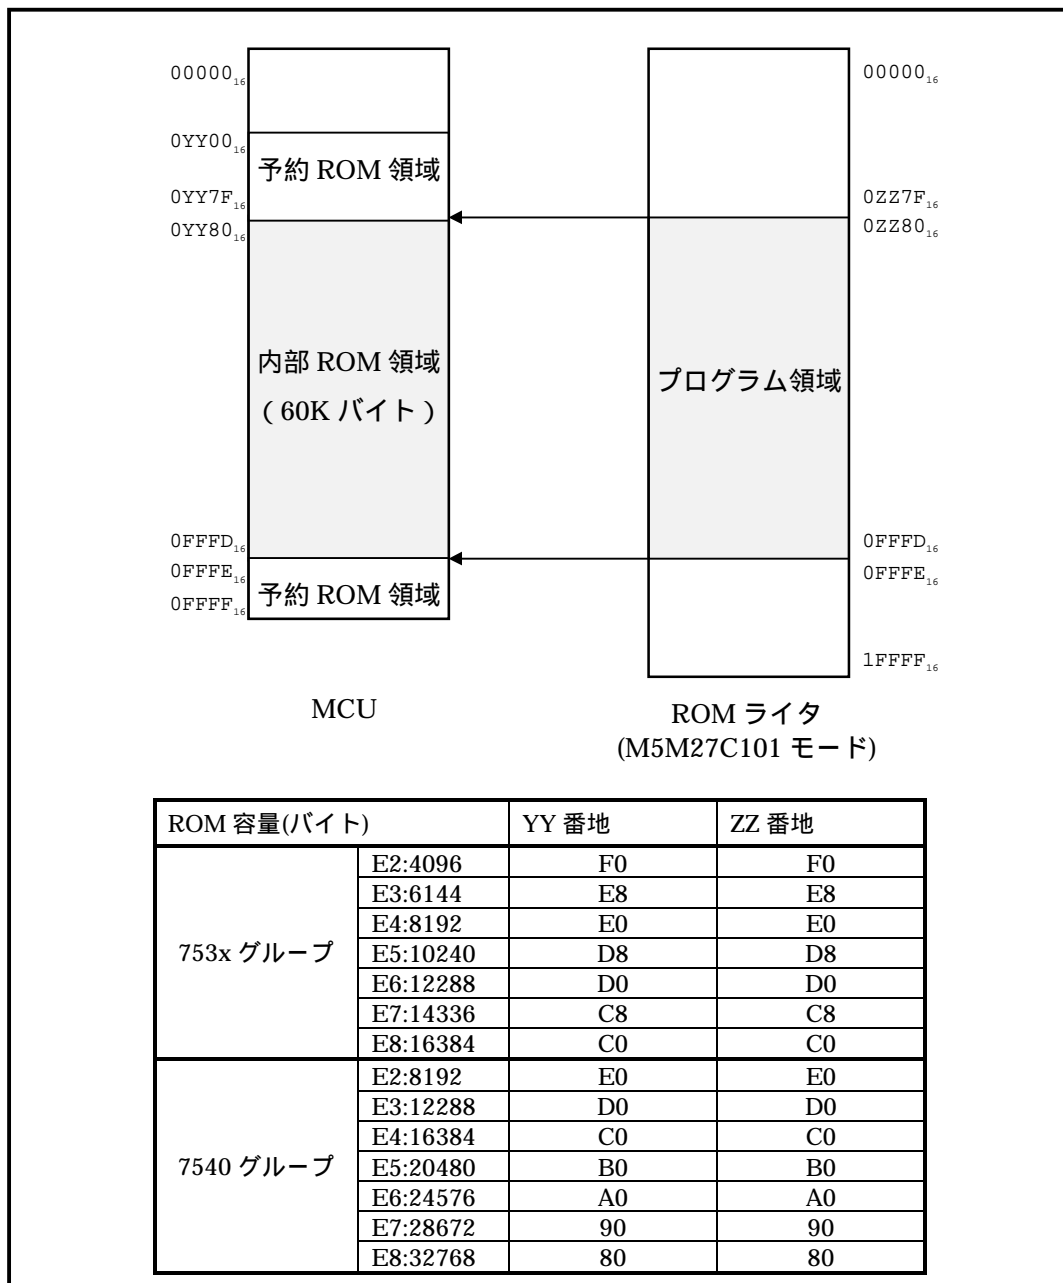 00000₁₆
0YY00₁₆
予約 ROM 領域
0YY7F₁₆
0YY80₁₆
内部 ROM 領域
( 60K バイト )
0FFFD₁₆
0FFFE₁₆
予約 ROM 領域
0FFFF₁₆
MCU
00000₁₆
0ZZ7F₁₆
0ZZ80₁₆
プログラム領域
0FFFD₁₆
0FFFE₁₆
1FFFF₁₆
ROM ライタ
(M5M27C101 モード)
ROM 容量(バイト) YY 番地 ZZ 番地
753x グループ
E2:4096 F0 F0
E3:6144 E8 E8
E4:8192 E0 E0
E5:10240 D8 D8
E6:12288 D0 D0
E7:14336 C8 C8
E8:16384 C0 C0
7540 グループ
E2:8192 E0 E0
E3:12288 D0 D0
E4:16384 C0 C0
E5:20480 B0 B0
E6:24576 A0 A0
E7:28672 90 90
E8:32768 80 80